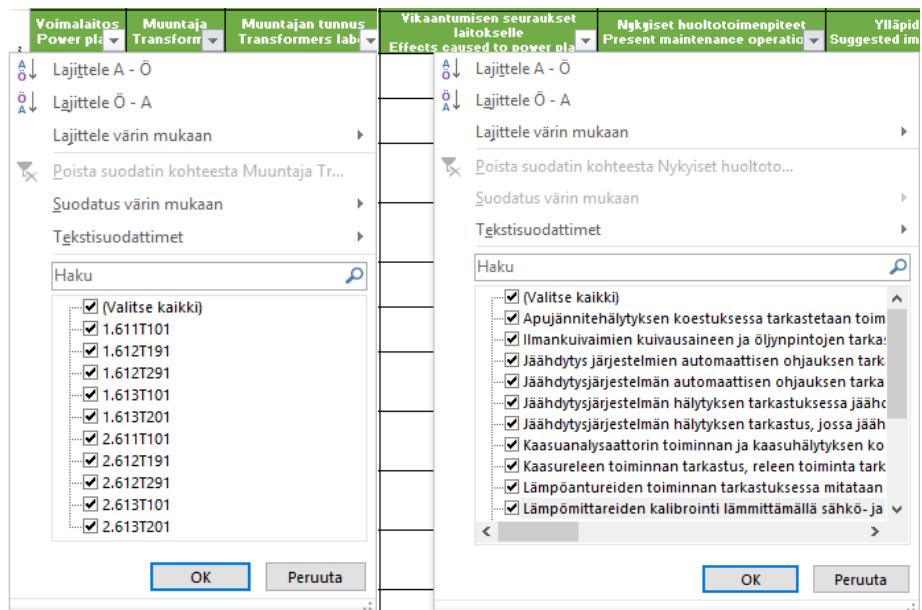 Voimalaitos
Power pla
Muuntaja
Transform
Muuntajan tunnus
Transformers labe
Vikaantumisen seuraukset
laitokselle
Effects caused to power pla
Nykyiset huoltotoimenpiteet
Present maintenance operatio
Ylläpid
Suggested im
Lajittele A - Ö
Lajittele Ö - A
Lajittele värin mukaan
Poista suodatin kohteesta Muuntaja Tr...
Suodatus värin mukaan
Tekstisuodattimet
Haku
(Valitse kaikki)
1.611T101
1.612T191
1.612T291
1.613T101
1.613T201
2.611T101
2.612T191
2.612T291
2.613T101
2.613T201
OK
Peruuta
Lajittele A - Ö
Lajittele Ö - A
Lajittele värin mukaan
Poista suodatin kohteesta Nykyiset huoltoto...
Suodatus värin mukaan
Tekstisuodattimet
Haku
(Valitse kaikki)
Apujännitehälytyksen koestuksessa tarkastetaan toim
Ilmankuivaimien kuivausaineen ja öljynpintojen tarkas
Jäähdytys järjestelmien automaattisen ohjauksen tark
Jäähdytysjärjestelmän automaattisen ohjauksen tarka
Jäähdytysjärjestelmän hälytyksen tarkastuksessa jäähd
Jäähdytysjärjestelmän hälytyksen tarkastus, jossa jääh
Kaasuanalysaattorin toiminnan ja kaasuhälytyksen ko
Kaasureleen toiminnan tarkastus, releen toiminta tark
Lämpöantureiden toiminnan tarkastuksessa mitataan
Lämpömittareiden kalibrointi lämmittämällä sähkö- ja
OK
Peruuta